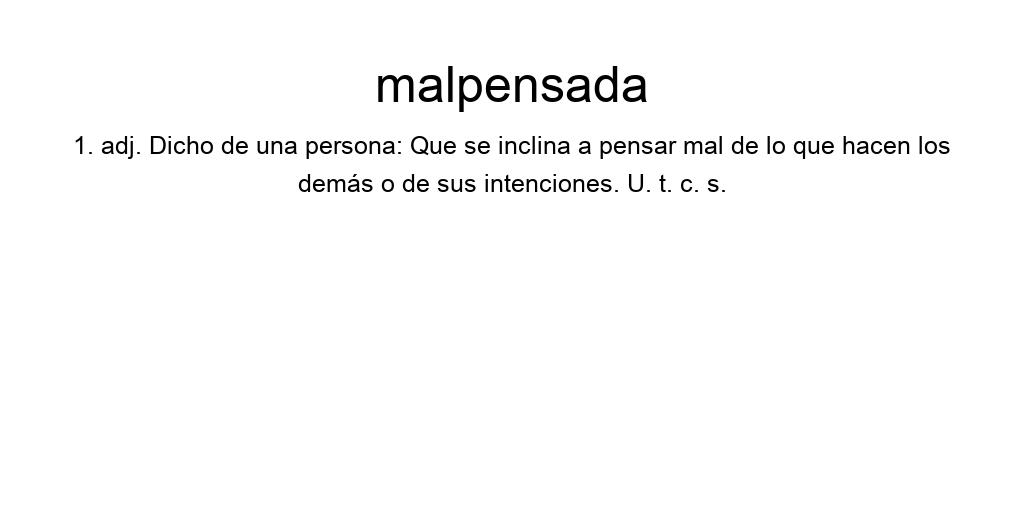 malpensada
1. adj. Dicho de una persona: Que se inclina a pensar mal de lo que hacen los
demás o de sus intenciones. U. t. c. s.